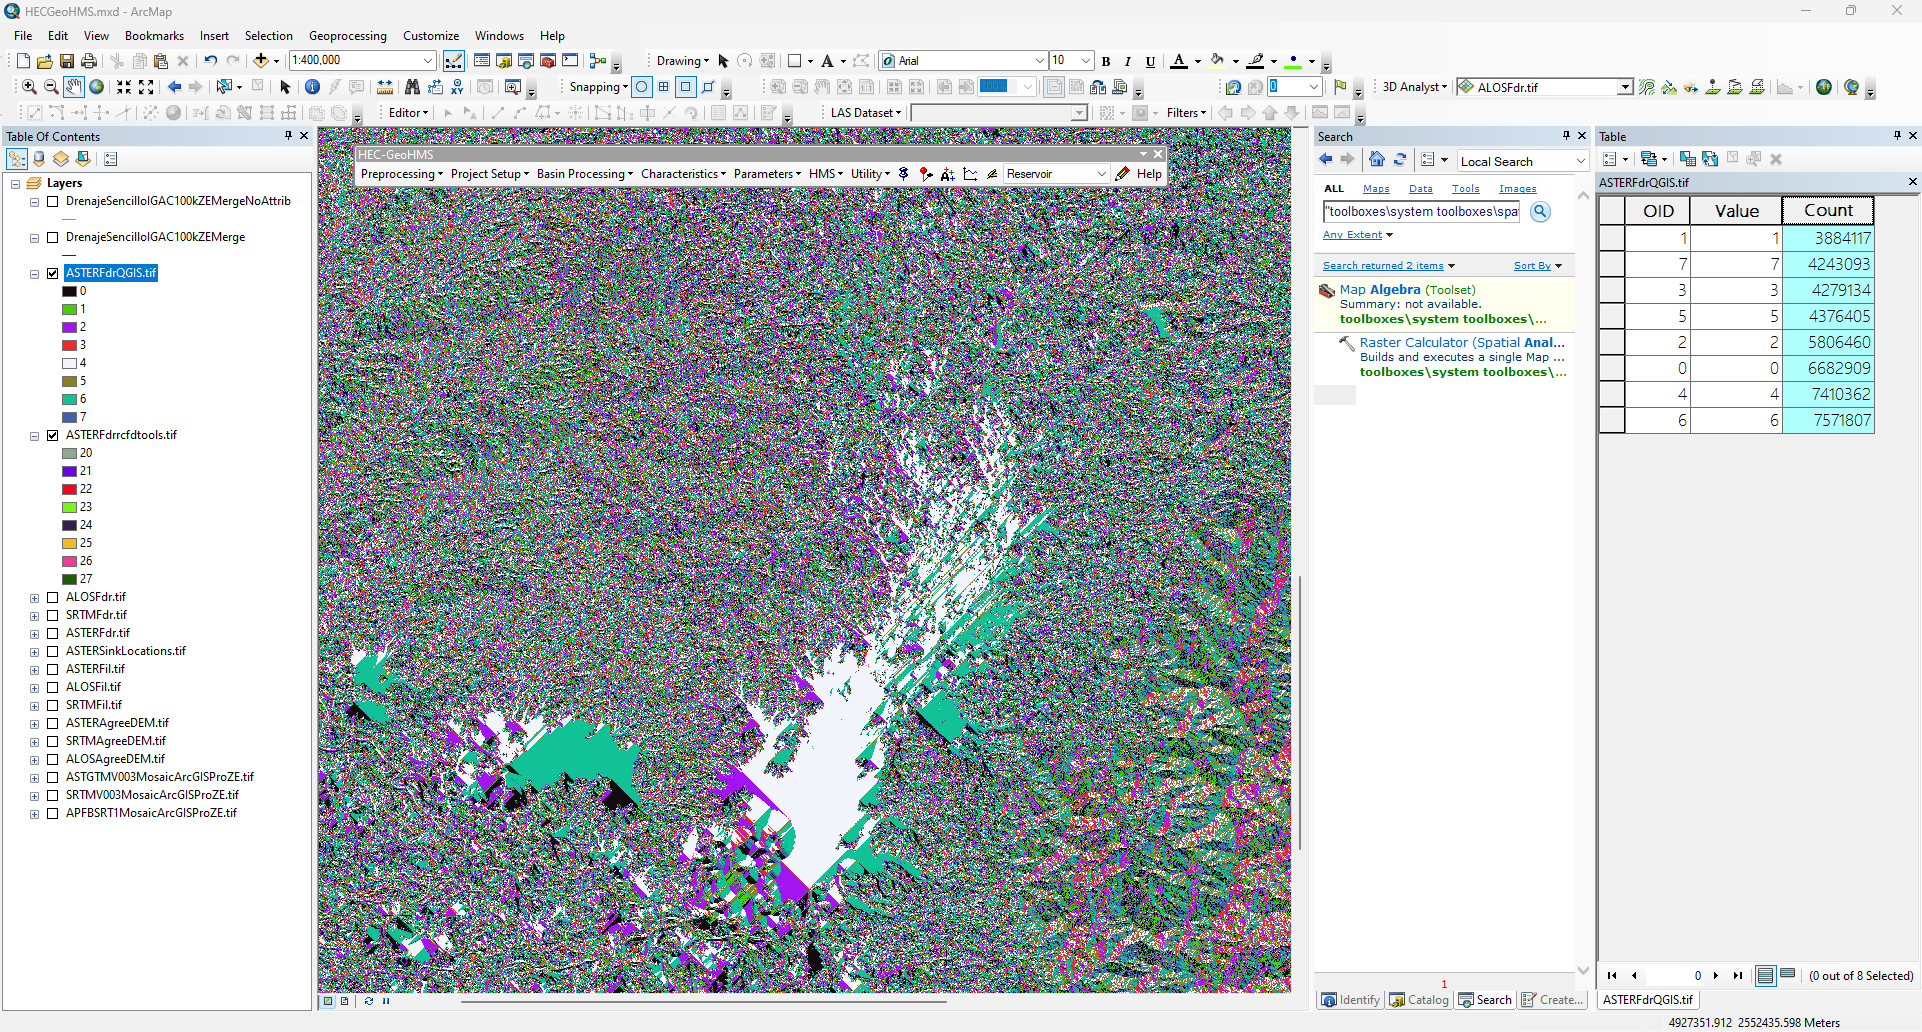 HECGeoHMS.mxd - ArcMap
File Edit View Bookmarks Insert Selection Geoprocessing Customize Windows Help
1:400,000
Drawing
A
Arial
10
B I U A
Snapping
100%
0
3D Analyst
ALOSFdr.tif
Editor
LAS Dataset
Filters
Table Of Contents
Layers
DrenajeSencilloIGAC100kZEMergeNoAttrib
DrenajeSencilloIGAC100kZEMerge
ASTERFdrQGIS.tif
0
1
2
3
4
5
6
7
ASTERFdrrcfdtools.tif
20
21
22
23
24
25
26
27
ALOSFdr.tif
SRTMFdr.tif
ASTERFdr.tif
ASTERSinkLocations.tif
ASTERFil.tif
ALOSFil.tif
SRTMFil.tif
ASTERAgreeDEM.tif
SRTMAgreeDEM.tif
ALOSAgreeDEM.tif
ASTGTMV003MosaicArcGISProZE.tif
SRTMV003MosaicArcGISProZE.tif
APFBSRT1MosaicArcGISProZE.tif
HEC-GeoHMS
Preprocessing Project Setup Basin Processing Characteristics Parameters HMS Utility Reservoir Help
Search
Local Search
ALL Maps Data Tools Images
"toolboxes\system toolboxes\spa
Any Extent
Search returned 2 items Sort By
Map Algebra (Toolset)
Summary: not available.
toolboxes\system toolboxes\...
Raster Calculator (Spatial Anal...
Builds and executes a single Map ...
toolboxes\system toolboxes\...
1
Identify Catalog Search Create...
Table
ASTERFdrQGIS.tif
OID Value Count
1 1 3884117
7 7 4243093
3 3 4279134
5 5 4376405
2 2 5806460
0 0 6682909
4 4 7410362
6 6 7571807
0 (0 out of 8 Selected)
ASTERFdrQGIS.tif
4927351.912 2552435.598 Meters